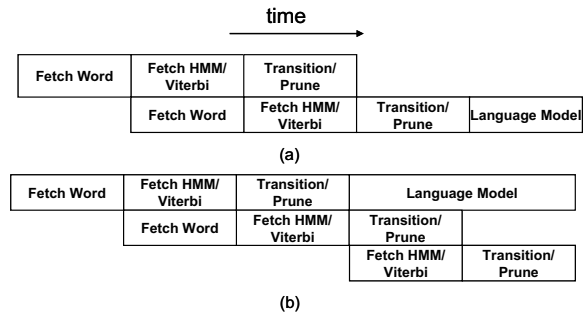 time
Fetch Word
Fetch HMM/
Viterbi
Transition/
Prune
Fetch Word
Fetch HMM/
Viterbi
Transition/
Prune
Language Model
(a)
Fetch Word
Fetch HMM/
Viterbi
Transition/
Prune
Language Model
Fetch Word
Fetch HMM/
Viterbi
Transition/
Prune
Fetch HMM/
Viterbi
Transition/
Prune
(b)